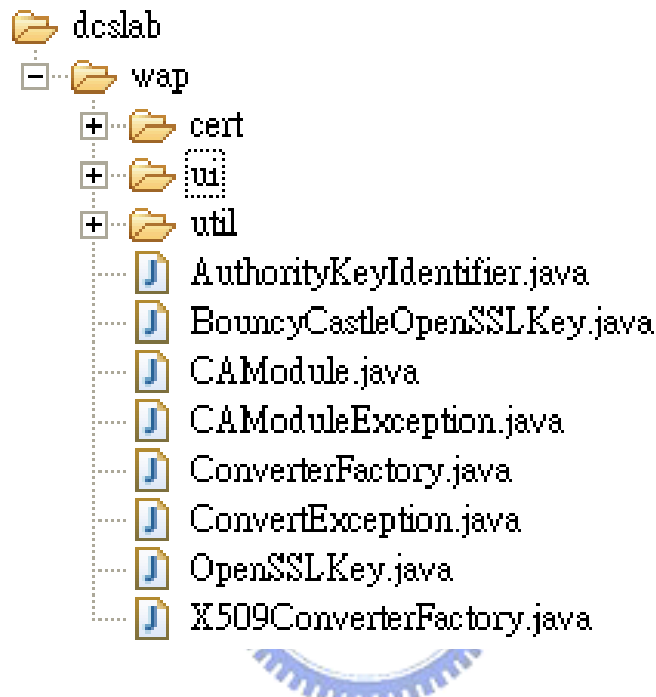 dcslab
wap
cert
ui
util
AuthorityKeyIdentifier.java
BouncyCastleOpenSSLKey.java
CAModule.java
CAModuleException.java
ConverterFactory.java
ConvertException.java
OpenSSLKey.java
X509ConverterFactory.java